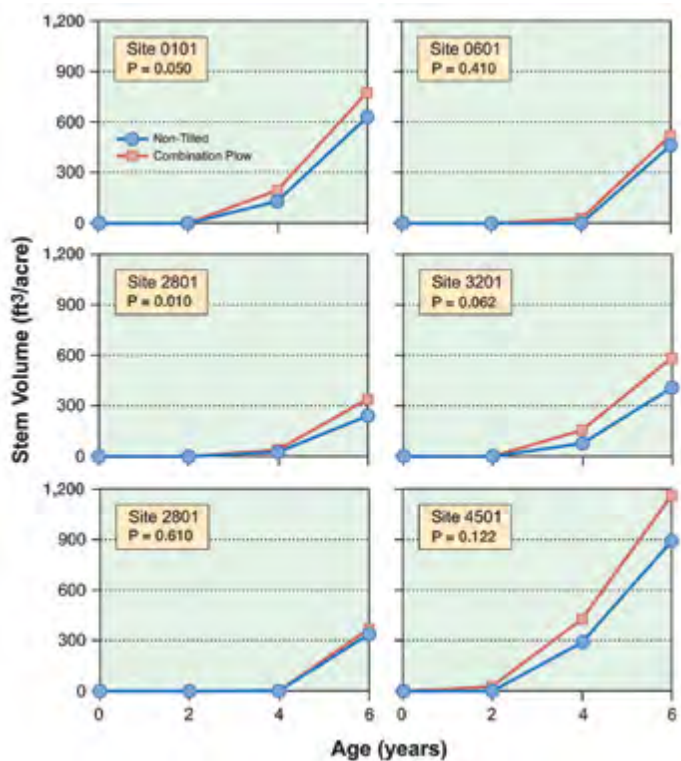 Stem Volume (ft³/acre)
1,200
900
600
300
0
Site 0101
P = 0.050
Non-Tilled
Combination Plow
Site 0601
P = 0.410
1,200
900
600
300
0
Site 2801
P = 0.010
Site 3201
P = 0.062
1,200
900
600
300
0
Site 2801
P = 0.610
Site 4501
P = 0.122
0 2 4 6 0 2 4 6
Age (years)